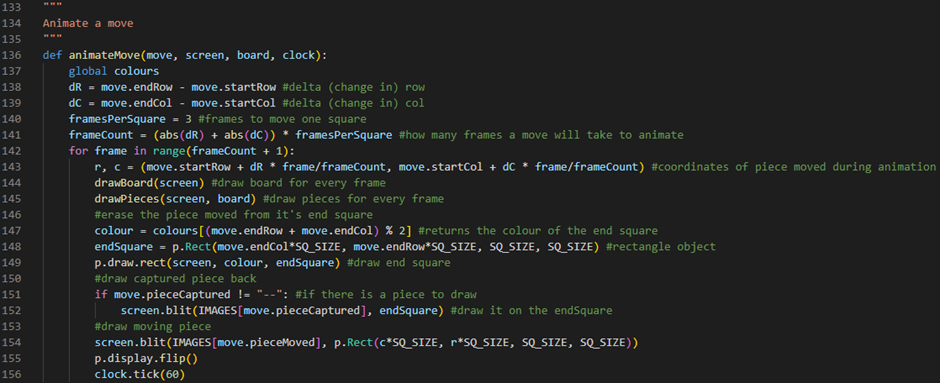 133 """
134 Animate a move
135 """
136 def animateMove(move, screen, board, clock):
137     global colours
138     dR = move.endRow - move.startRow #delta (change in) row
139     dC = move.endCol - move.startCol #delta (change in) col
140     framesPerSquare = 3 #frames to move one square
141     frameCount = (abs(dR) + abs(dC)) * framesPerSquare #how many frames a move will take to animate
142     for frame in range(frameCount + 1):
143         r, c = (move.startRow + dR * frame/frameCount, move.startCol + dC * frame/frameCount) #coordinates of piece moved during animation
144         drawBoard(screen) #draw board for every frame
145         drawPieces(screen, board) #draw pieces for every frame
146         #erase the piece moved from it's end square
147         colour = colours[(move.endRow + move.endCol) % 2] #returns the colour of the end square
148         endSquare = p.Rect(move.endCol*SQ_SIZE, move.endRow*SQ_SIZE, SQ_SIZE, SQ_SIZE) #rectangle object
149         p.draw.rect(screen, colour, endSquare) #draw end square
150         #draw captured piece back
151         if move.pieceCaptured != "--": #if there is a piece to draw
152             screen.blit(IMAGES[move.pieceCaptured], endSquare) #draw it on the endSquare
153         #draw moving piece
154         screen.blit(IMAGES[move.pieceMoved], p.Rect(c*SQ_SIZE, r*SQ_SIZE, SQ_SIZE, SQ_SIZE))
155         p.display.flip()
156         clock.tick(60)